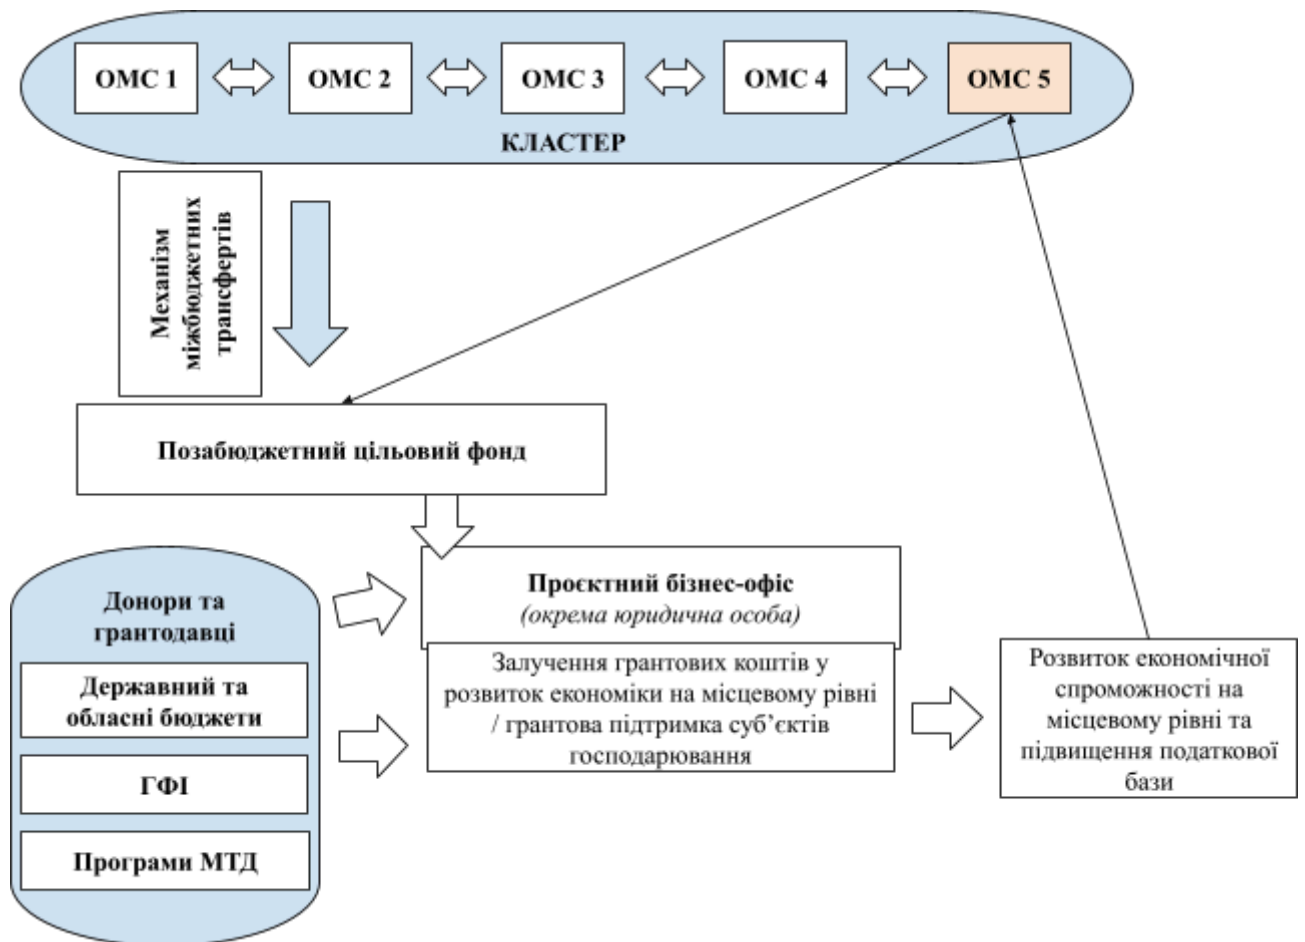 ОМС 1
ОМС 2
ОМС 3
ОМС 4
ОМС 5
КЛАСТЕР
Механізм
міжбюджетних
трансфертів
Позабюджетний цільовий фонд
Донори та
грантодавці
Державний та
обласні бюджети
ГФІ
Програми МТД
Проєктний бізнес-офіс
(окрема юридична особа)
Залучення грантових коштів у
розвиток економіки на місцевому рівні
/ грантова підтримка суб’єктів
господарювання
Розвиток економічної
спроможності на
місцевому рівні та
підвищення податкової
бази